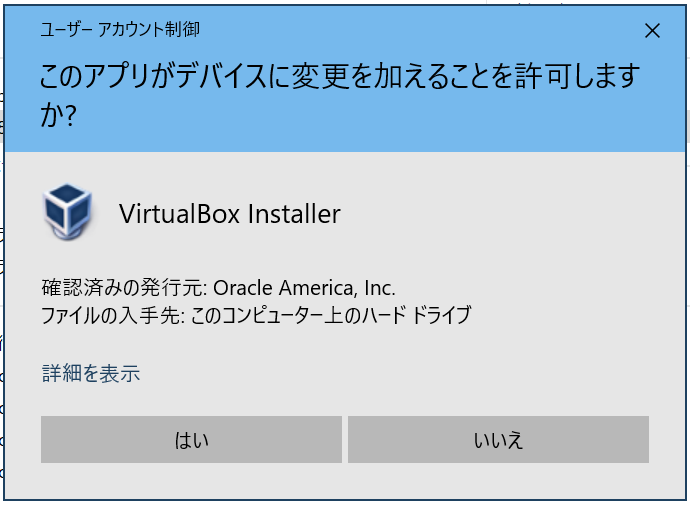 ユーザー アカウント制御
このアプリがデバイスに変更を加えることを許可します
か?
VirtualBox Installer
確認済みの発行元: Oracle America, Inc.
ファイルの入手先: このコンピューター上のハード ドライブ
詳細を表示
はい
いいえ